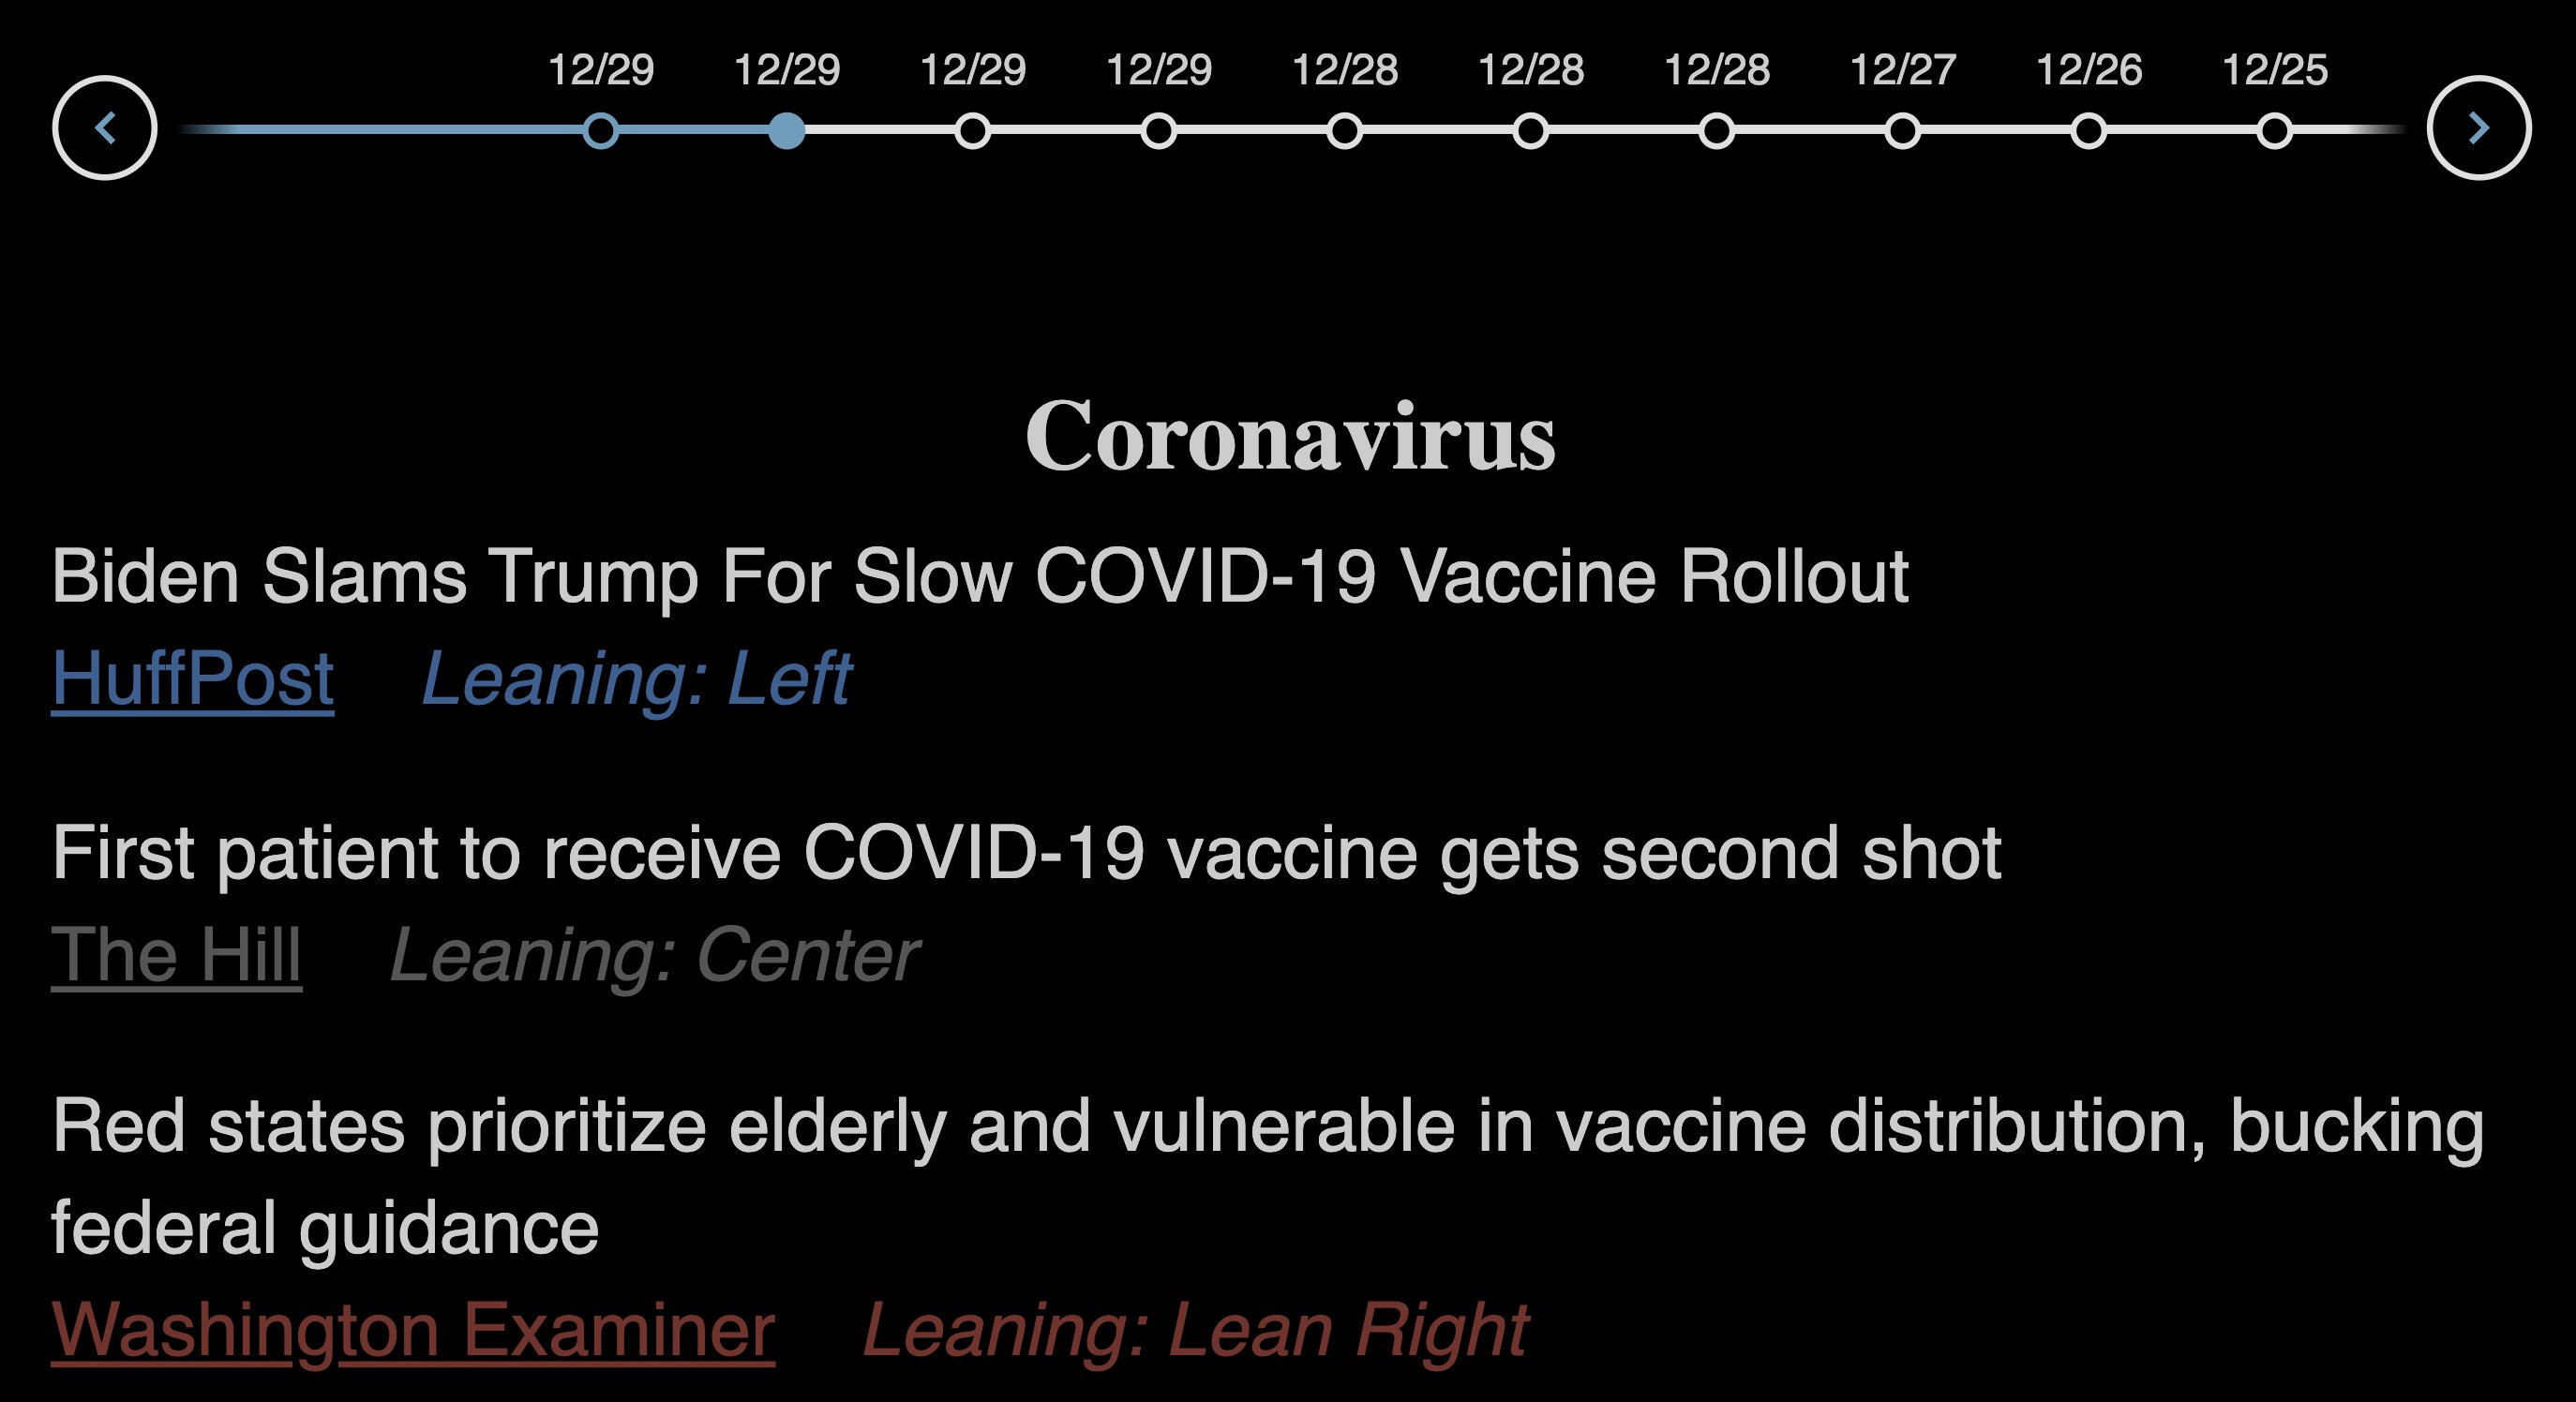 12/29 12/29 12/29 12/29 12/28 12/28 12/28 12/27 12/26 12/25
Coronavirus
Biden Slams Trump For Slow COVID-19 Vaccine Rollout
HuffPost Leaning: Left
First patient to receive COVID-19 vaccine gets second shot
The Hill Leaning: Center
Red states prioritize elderly and vulnerable in vaccine distribution, bucking
federal guidance
Washington Examiner Leaning: Lean Right